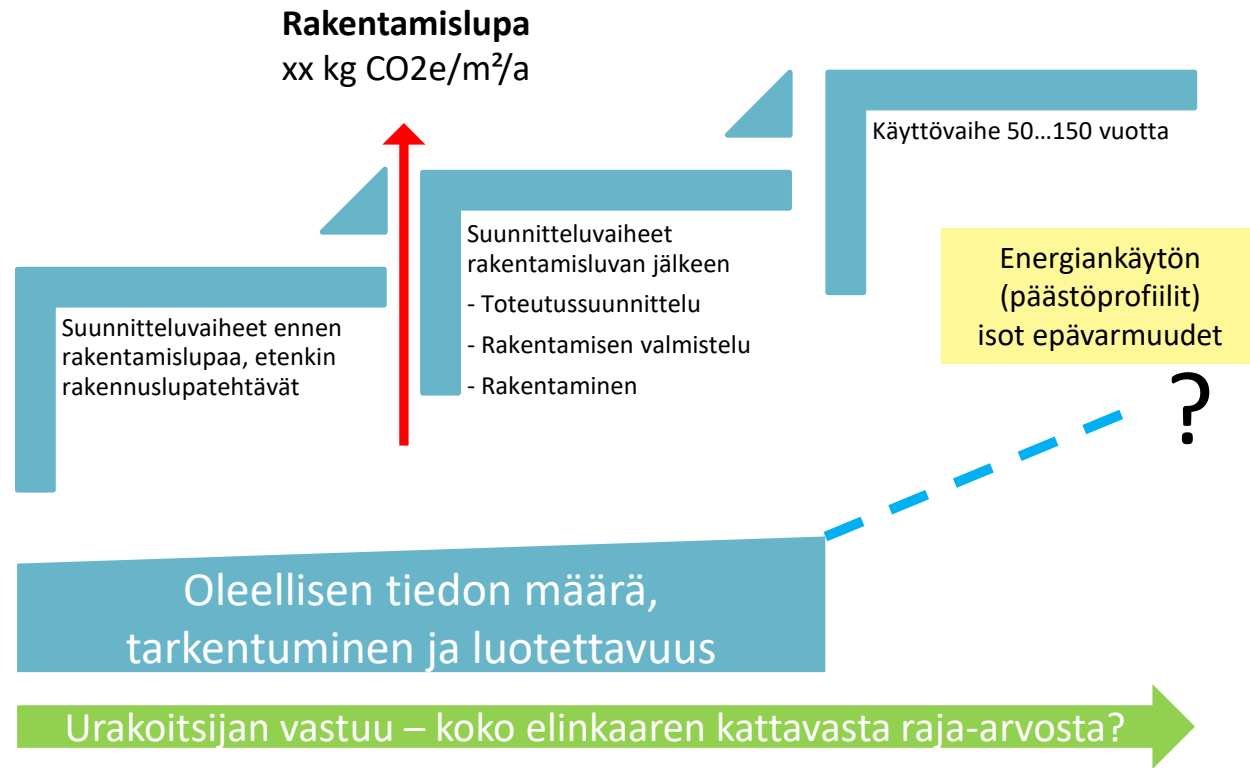 Rakentamislupa
xx kg CO2e/m²/a
Käyttövaihe 50…150 vuotta
Suunnitteluvaiheet
rakentamisluvan jälkeen
- Toteutussuunnittelu
- Rakentamisen valmistelu
- Rakentaminen
Suunnitteluvaiheet ennen
rakentamislupaa, etenkin
rakennuslupatehtävät
Energiankäytön
(päästöprofiilit)
isot epävarmuudet
?
Oleellisen tiedon määrä,
tarkentuminen ja luotettavuus
Urakoitsijan vastuu – koko elinkaaren kattavasta raja-arvosta?